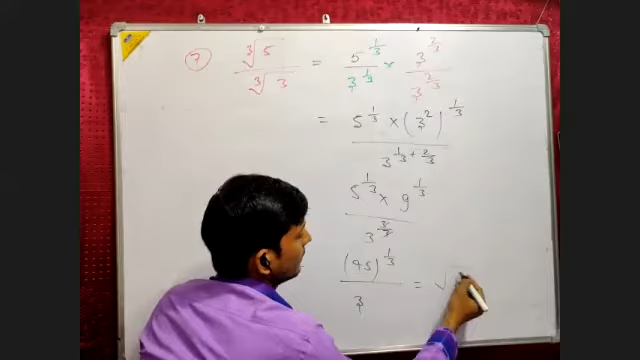 ⑦ ∛5 / ∛3 = 5^(1/3) / 3^(1/3) × 3^(2/3) / 3^(2/3)
= 5^(1/3) × (3^2)^(1/3) / 3^(1/3 + 2/3)
5^(1/3) × 9^(1/3) / 3^(3/3)
(45)^(1/3) / 3 = √